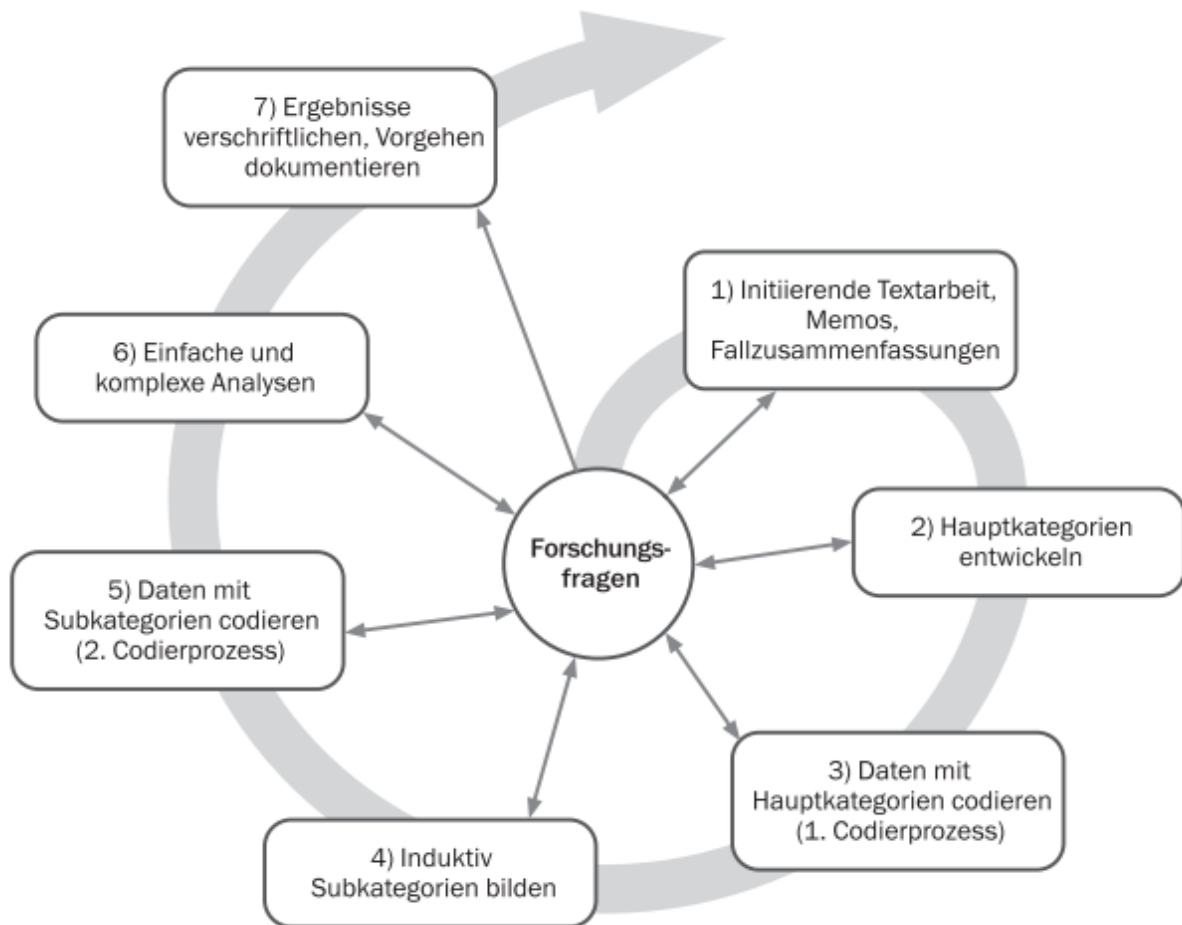 7) Ergebnisse
verschriftlichen, Vorgehen
dokumentieren
1) Initiierende Textarbeit,
Memos,
Fallzusammenfassungen
6) Einfache und
komplexe Analysen
2) Hauptkategorien
entwickeln
Forschungs-
fragen
5) Daten mit
Subkategorien codieren
(2. Codierprozess)
3) Daten mit
Hauptkategorien codieren
(1. Codierprozess)
4) Induktiv
Subkategorien bilden